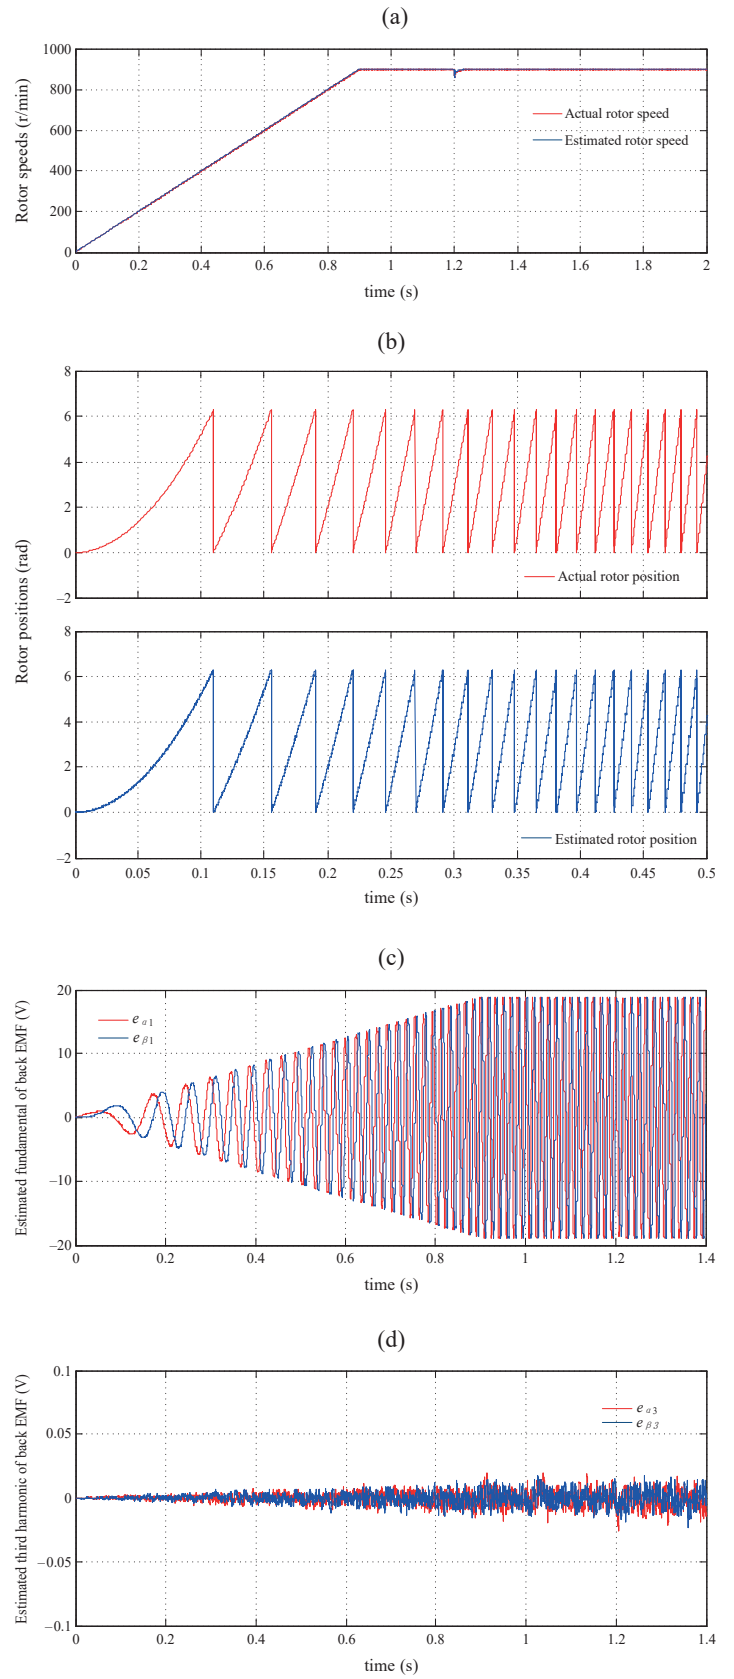 (a)
Rotor speeds (r/min)
1000
800
600
400
200
0
Actual rotor speed
Estimated rotor speed
0 0.2 0.4 0.6 0.8 1 1.2 1.4 1.6 1.8 2
time (s)
(b)
Rotor positions (rad)
8
6
4
2
0
−2
Actual rotor position
8
6
4
2
0
−2
Estimated rotor position
0 0.05 0.1 0.15 0.2 0.25 0.3 0.35 0.4 0.45 0.5
time (s)
(c)
Estimated fundamental of back EMF (V)
20
10
0
−10
−20
e α1
e β1
0 0.2 0.4 0.6 0.8 1 1.2 1.4
time (s)
(d)
Estimated third harmonic of back EMF (V)
0.1
0.05
0
−0.05
−0.1
e α3
e β3
0 0.2 0.4 0.6 0.8 1 1.2 1.4
time (s)